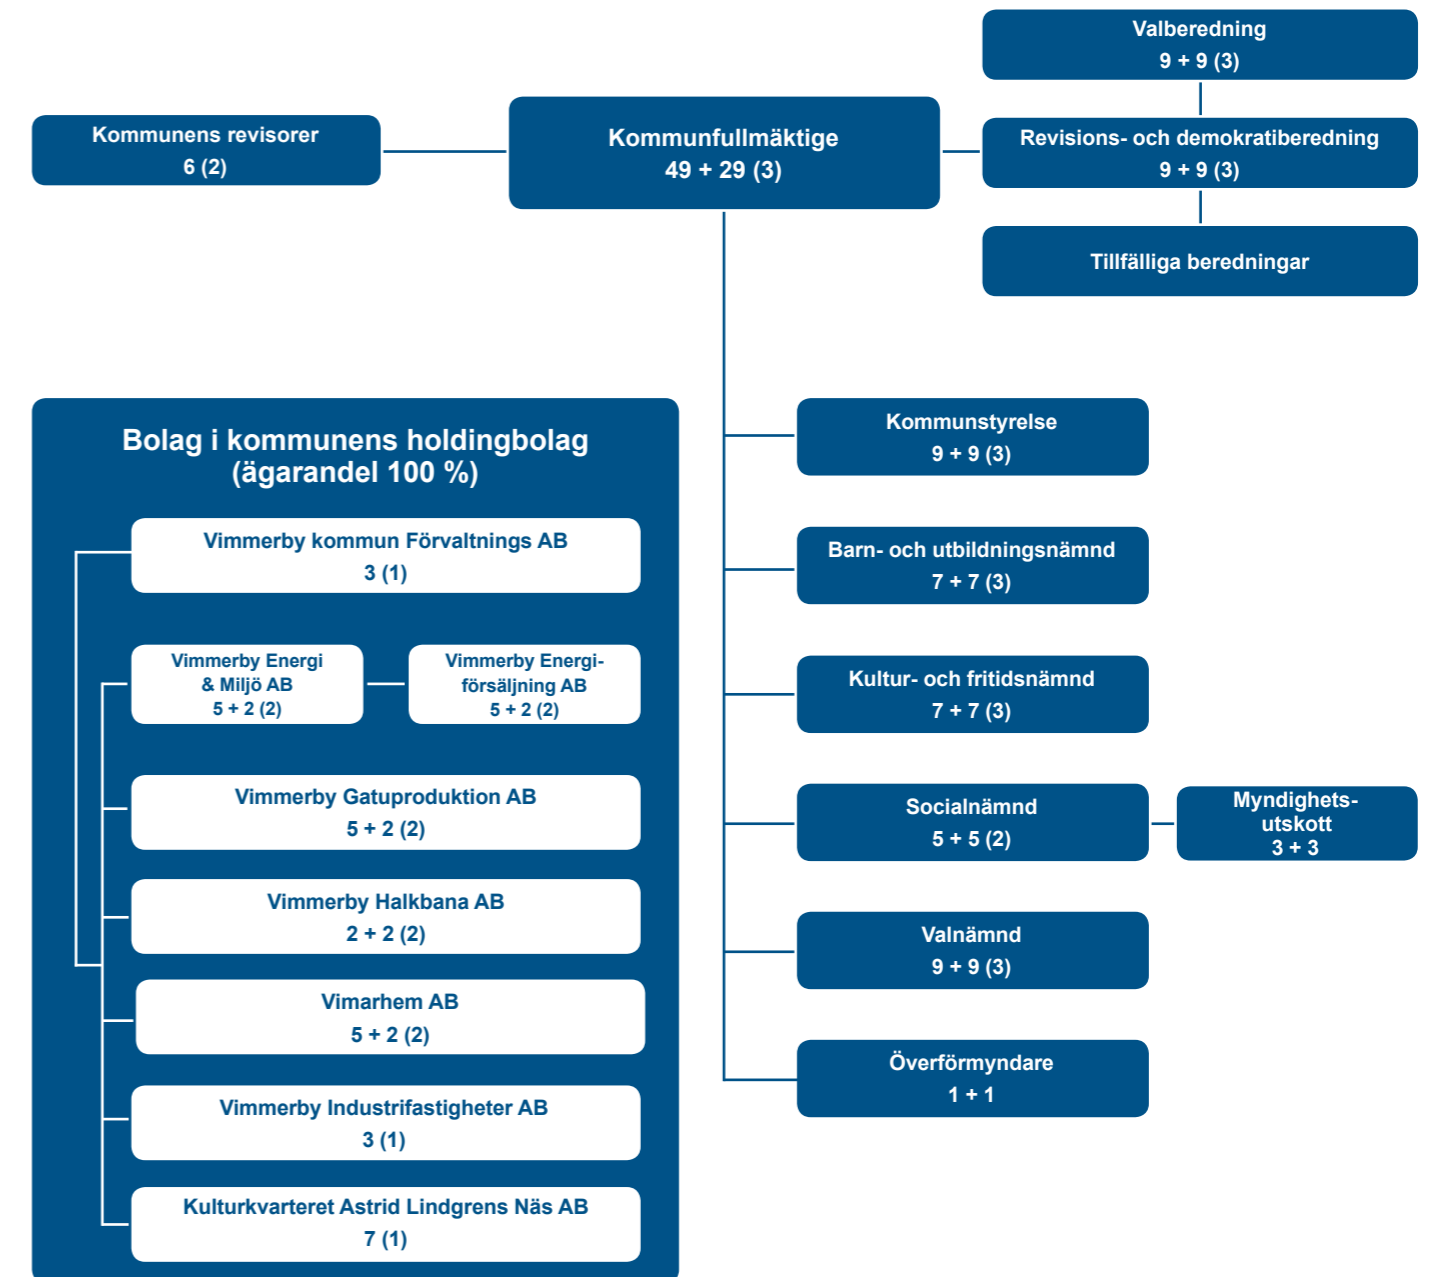 Valberedning
9 + 9 (3)
Kommunens revisorer
6 (2)
Kommunfullmäktige
49 + 29 (3)
Revisions- och demokratiberedning
9 + 9 (3)
Tillfälliga beredningar
Bolag i kommunens holdingbolag
(ägarandel 100 %)
Vimmerby kommun Förvaltnings AB
3 (1)
Vimmerby Energi
& Miljö AB
5 + 2 (2)
Vimmerby Energi-
försäljning AB
5 + 2 (2)
Vimmerby Gatuproduktion AB
5 + 2 (2)
Vimmerby Halkbana AB
2 + 2 (2)
Vimarhem AB
5 + 2 (2)
Vimmerby Industrifastigheter AB
3 (1)
Kulturkvarteret Astrid Lindgrens Näs AB
7 (1)
Kommunstyrelse
9 + 9 (3)
Barn- och utbildningsnämnd
7 + 7 (3)
Kultur- och fritidsnämnd
7 + 7 (3)
Socialnämnd
5 + 5 (2)
Myndighets-
utskott
3 + 3
Valnämnd
9 + 9 (3)
Överförmyndare
1 + 1